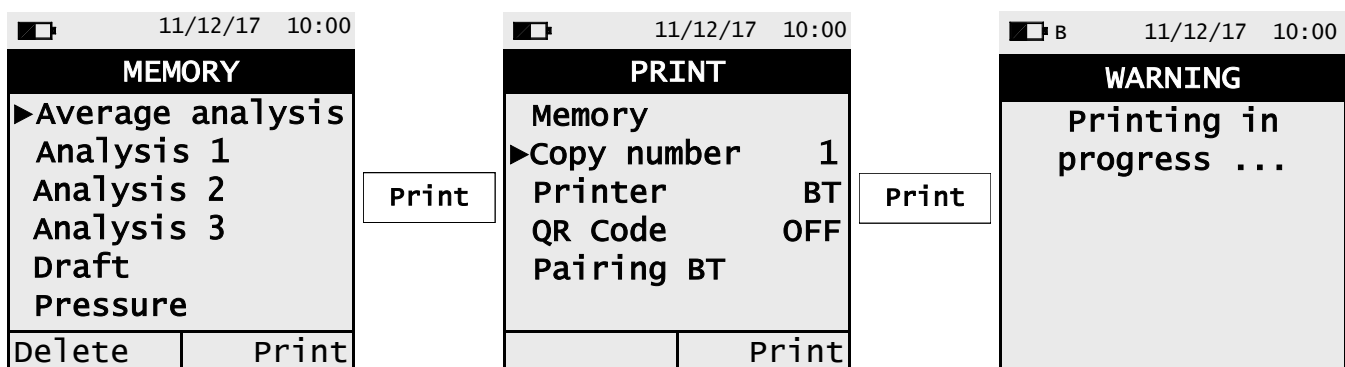 11/12/17 10:00
MEMORY
►Average analysis
Analysis 1
Analysis 2
Analysis 3
Draft
Pressure
Delete Print
Print
11/12/17 10:00
PRINT
Memory
►Copy number 1
Printer BT
QR Code OFF
Pairing BT
Print
Print
B 11/12/17 10:00
WARNING
Printing in
progress ...